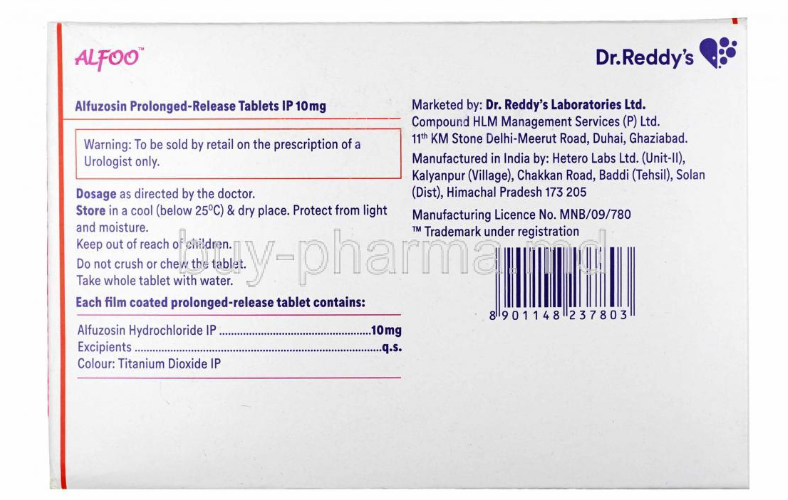 ALFOO™
Dr.Reddy's
Alfuzosin Prolonged-Release Tablets IP 10mg
Warning: To be sold by retail on the prescription of a
Urologist only.
Dosage as directed by the doctor.
Store in a cool (below 25⁰C) & dry place. Protect from light
and moisture.
Keep out of reach of children.
Do not crush or chew the tablet.
Take whole tablet with water.
Each film coated prolonged-release tablet contains:
Alfuzosin Hydrochloride IP ................................................10mg
Excipients ..........................................................................q.s.
Colour: Titanium Dioxide IP
Marketed by: Dr. Reddy's Laboratories Ltd.
Compound HLM Management Services (P) Ltd.
11th KM Stone Delhi-Meerut Road, Duhai, Ghaziabad.
Manufactured in India by: Hetero Labs Ltd. (Unit-II),
Kalyanpur (Village), Chakkan Road, Baddi (Tehsil), Solan
(Dist), Himachal Pradesh 173 205
Manufacturing Licence No. MNB/09/780
™ Trademark under registration
8 901148 237803
buy-pharma.md